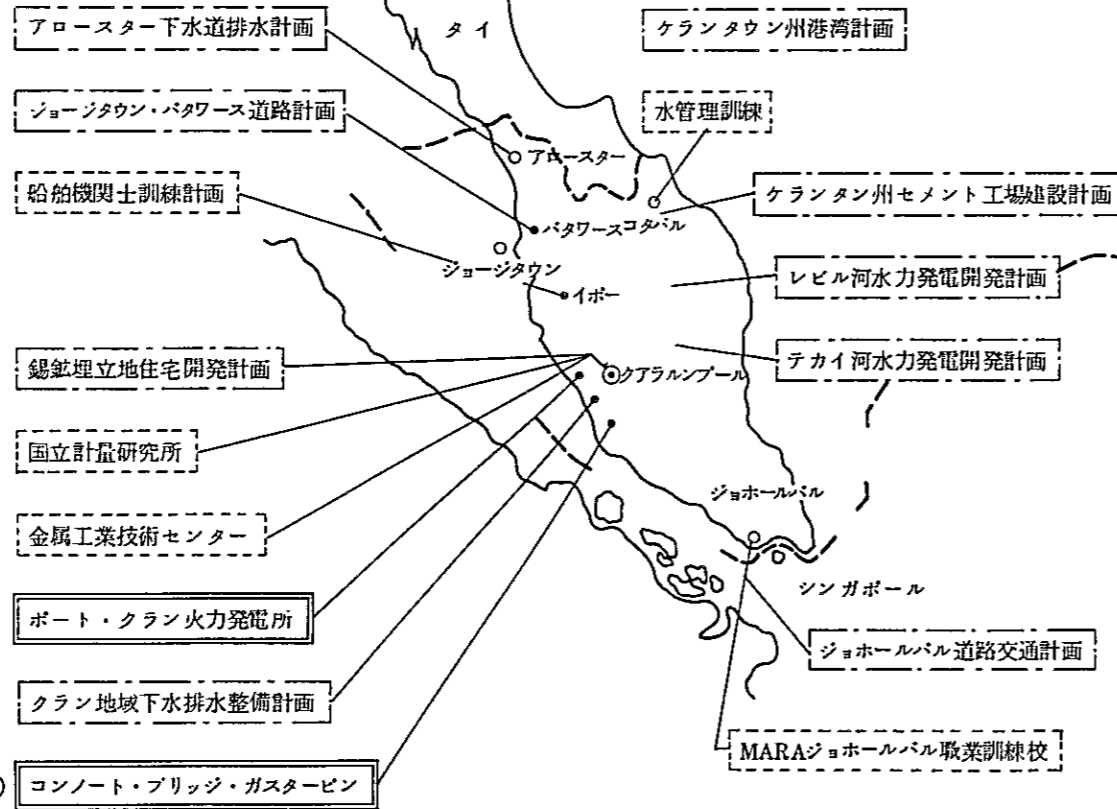 アロースター下水道排水計画
タイ
ケランタウン州港湾計画
ジョージタウン・バタワース道路計画
水管理訓練
アロースター
船舶機関士訓練計画
ケランタン州セメント工場建設計画
バタワース
コタバル
ジョージタウン
レビル河水力発電開発計画
イポー
錫鉱埋立地住宅開発計画
テカイ河水力発電開発計画
クアラルンプール
国立計量研究所
ジョホールバル
金属工業技術センター
シンガポール
ポート・クラン火力発電所
ジョホールバル道路交通計画
クラン地域下水排水整備計画
MARAジョホールバル職業訓練校
コンノート・ブリッジ・ガスタービン